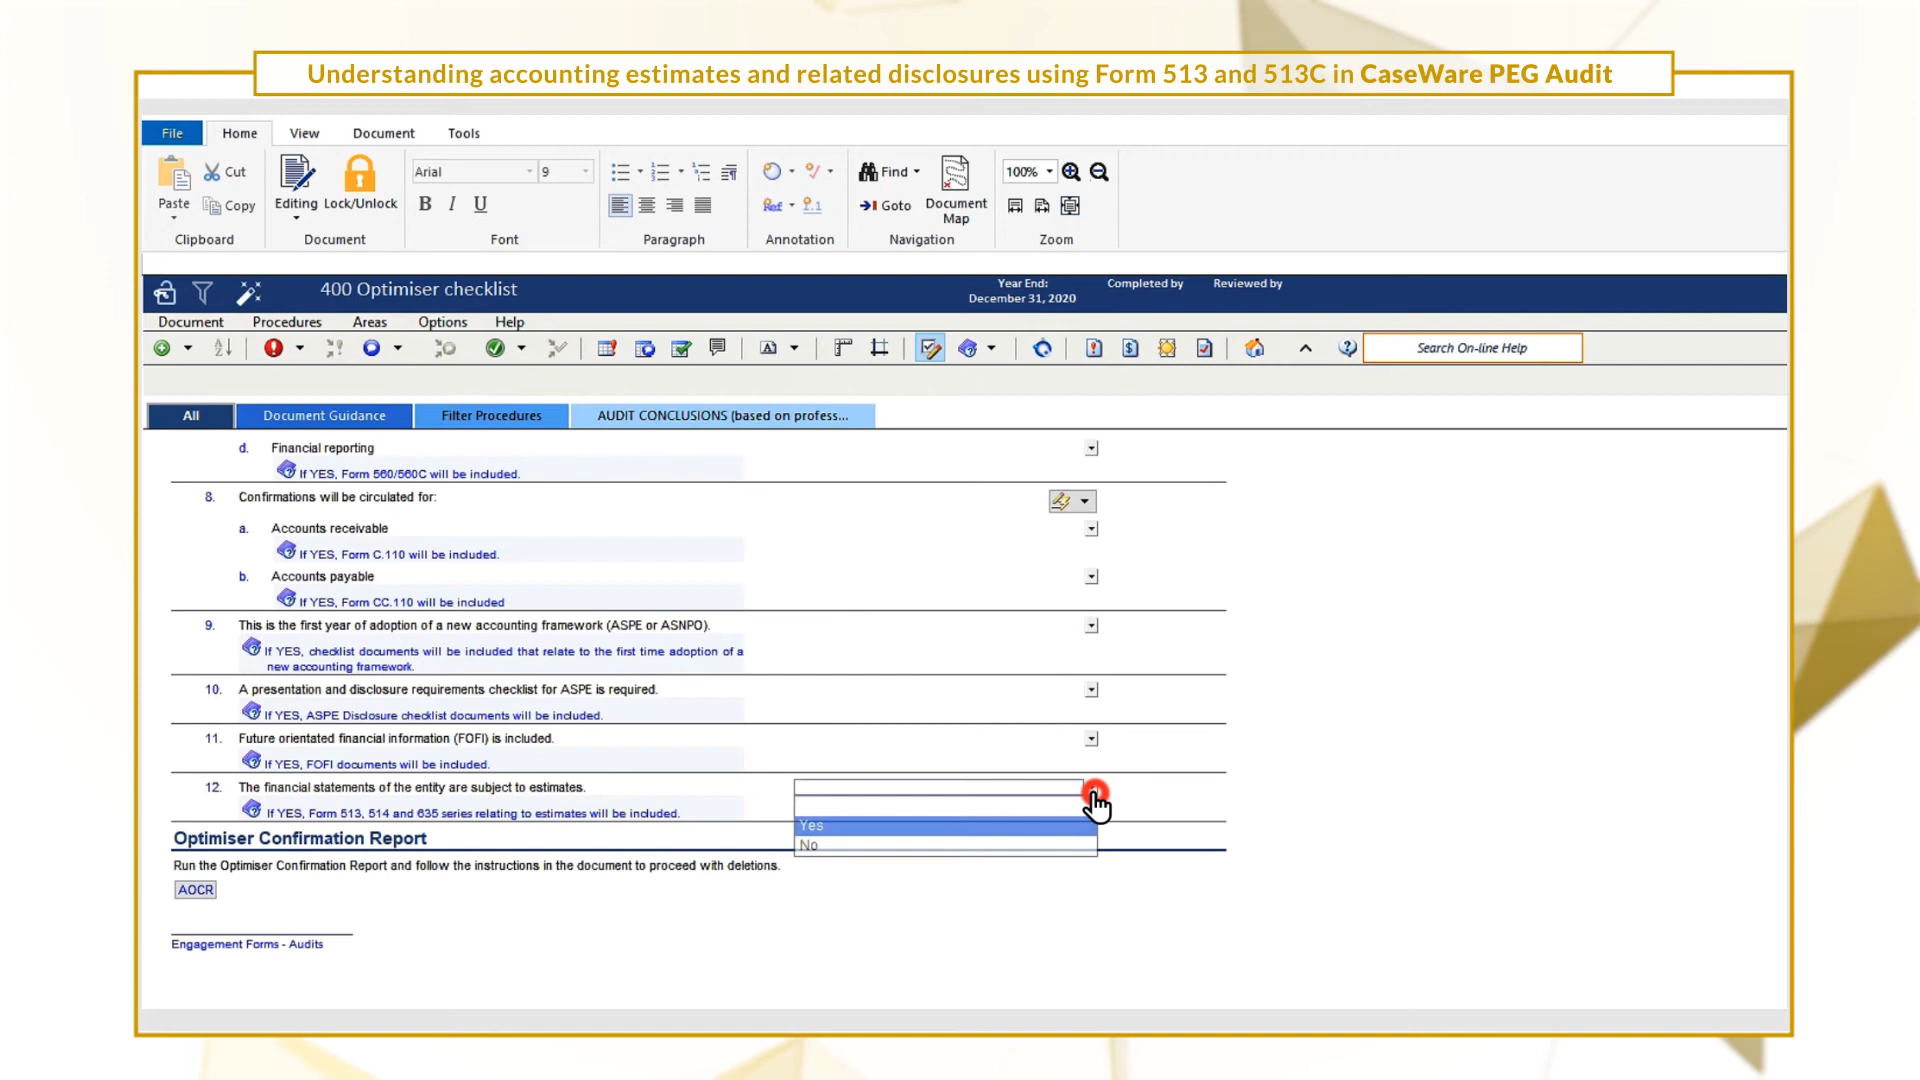 Understanding accounting estimates and related disclosures using Form 513 and 513C in CaseWare PEG Audit
File Home View Document Tools
Paste Cut Copy Editing Lock/Unlock Arial 9 B I U Find Goto Document Map 100%
Ref
Clipboard Document Font Paragraph Annotation Navigation Zoom
400 Optimiser checklist
Year End: December 31, 2020
Completed by
Reviewed by
Document Procedures Areas Options Help
Search On-line Help
All Document Guidance Filter Procedures AUDIT CONCLUSIONS (based on profess...
d. Financial reporting
If YES, Form 560/560C will be included.
8. Confirmations will be circulated for:
a. Accounts receivable
If YES, Form C.110 will be included.
b. Accounts payable
If YES, Form CC.110 will be included
9. This is the first year of adoption of a new accounting framework (ASPE or ASNPO).
If YES, checklist documents will be included that relate to the first time adoption of a
new accounting framework.
10. A presentation and disclosure requirements checklist for ASPE is required.
If YES, ASPE Disclosure checklist documents will be included.
11. Future orientated financial information (FOFI) is included.
If YES, FOFI documents will be included.
12. The financial statements of the entity are subject to estimates.
If YES, Form 513, 514 and 635 series relating to estimates will be included.
Yes
No
Optimiser Confirmation Report
Run the Optimiser Confirmation Report and follow the instructions in the document to proceed with deletions.
AOCR
Engagement Forms - Audits